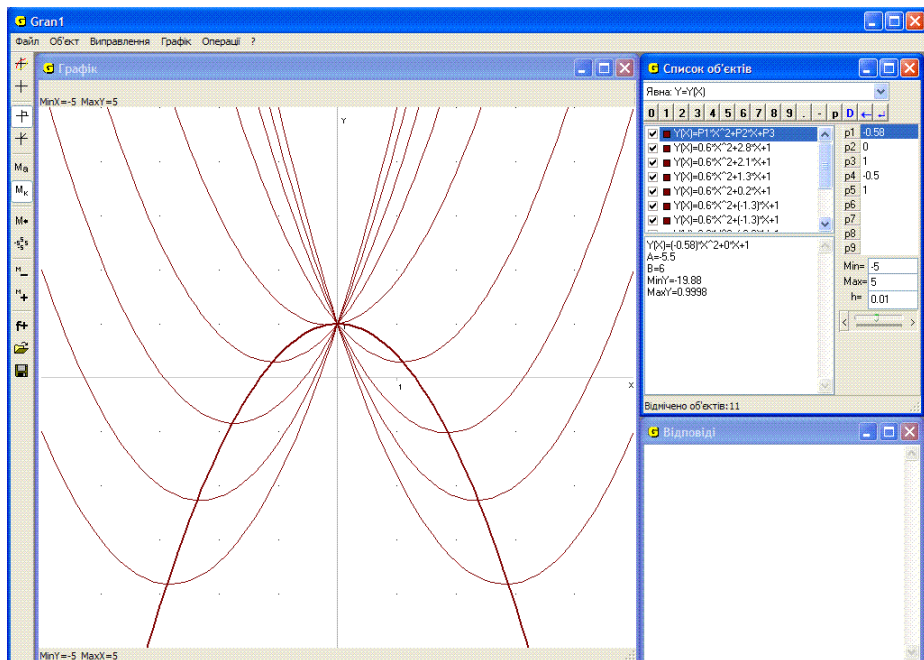 Gran1
Файл Об'єкт Виправлення Графік Операції ?
Графік
MinX=-5 MaxY=5
Y
X
1
MinY=-5 MaxX=5
Список об'єктів
Явна: Y=Y(X)
0 1 2 3 4 5 6 7 8 9 . - p D ← ↵
Y(X)=P1*X^2+P2*X+P3
Y(X)=0.6*X^2+2.8*X+1
Y(X)=0.6*X^2+2.1*X+1
Y(X)=0.6*X^2+1.3*X+1
Y(X)=0.6*X^2+0.2*X+1
Y(X)=0.6*X^2+(-1.3)*X+1
Y(X)=0.6*X^2+(-1.3)*X+1
p1 -0.58
p2 0
p3 1
p4 -0.5
p5 1
p6
p7
p8
p9
Y(X)=(-0.58)*X^2+0*X+1
A=-5.5
B=6
MinY=-19.88
MaxY=0.9998
Min= -5
Max= 5
h= 0.01
Відмічено об'єктів:11
Відповіді
Ма
Мк
М*
М_
М+
f+